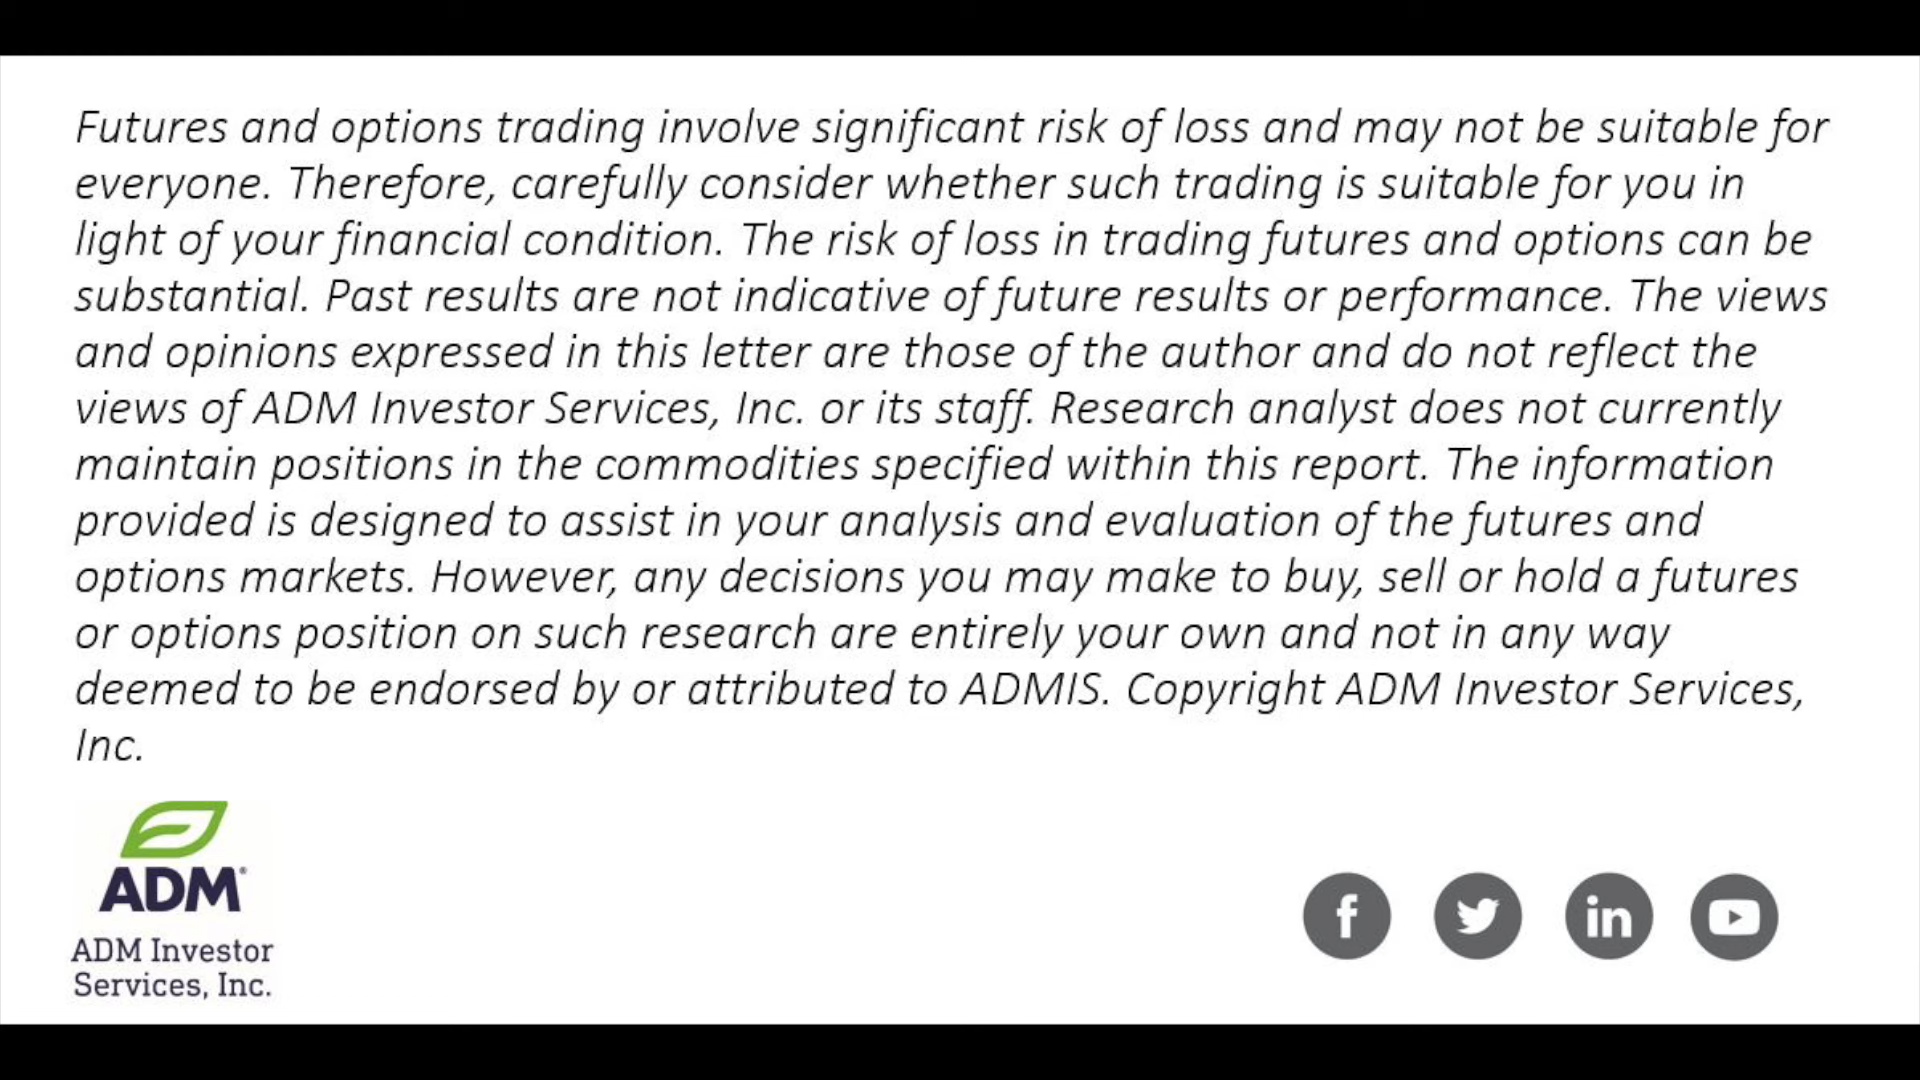 Futures and options trading involve significant risk of loss and may not be suitable for
everyone. Therefore, carefully consider whether such trading is suitable for you in
light of your financial condition. The risk of loss in trading futures and options can be
substantial. Past results are not indicative of future results or performance. The views
and opinions expressed in this letter are those of the author and do not reflect the
views of ADM Investor Services, Inc. or its staff. Research analyst does not currently
maintain positions in the commodities specified within this report. The information
provided is designed to assist in your analysis and evaluation of the futures and
options markets. However, any decisions you may make to buy, sell or hold a futures
or options position on such research are entirely your own and not in any way
deemed to be endorsed by or attributed to ADMIS. Copyright ADM Investor Services,
Inc.
ADM®
ADM Investor
Services, Inc.
f
in